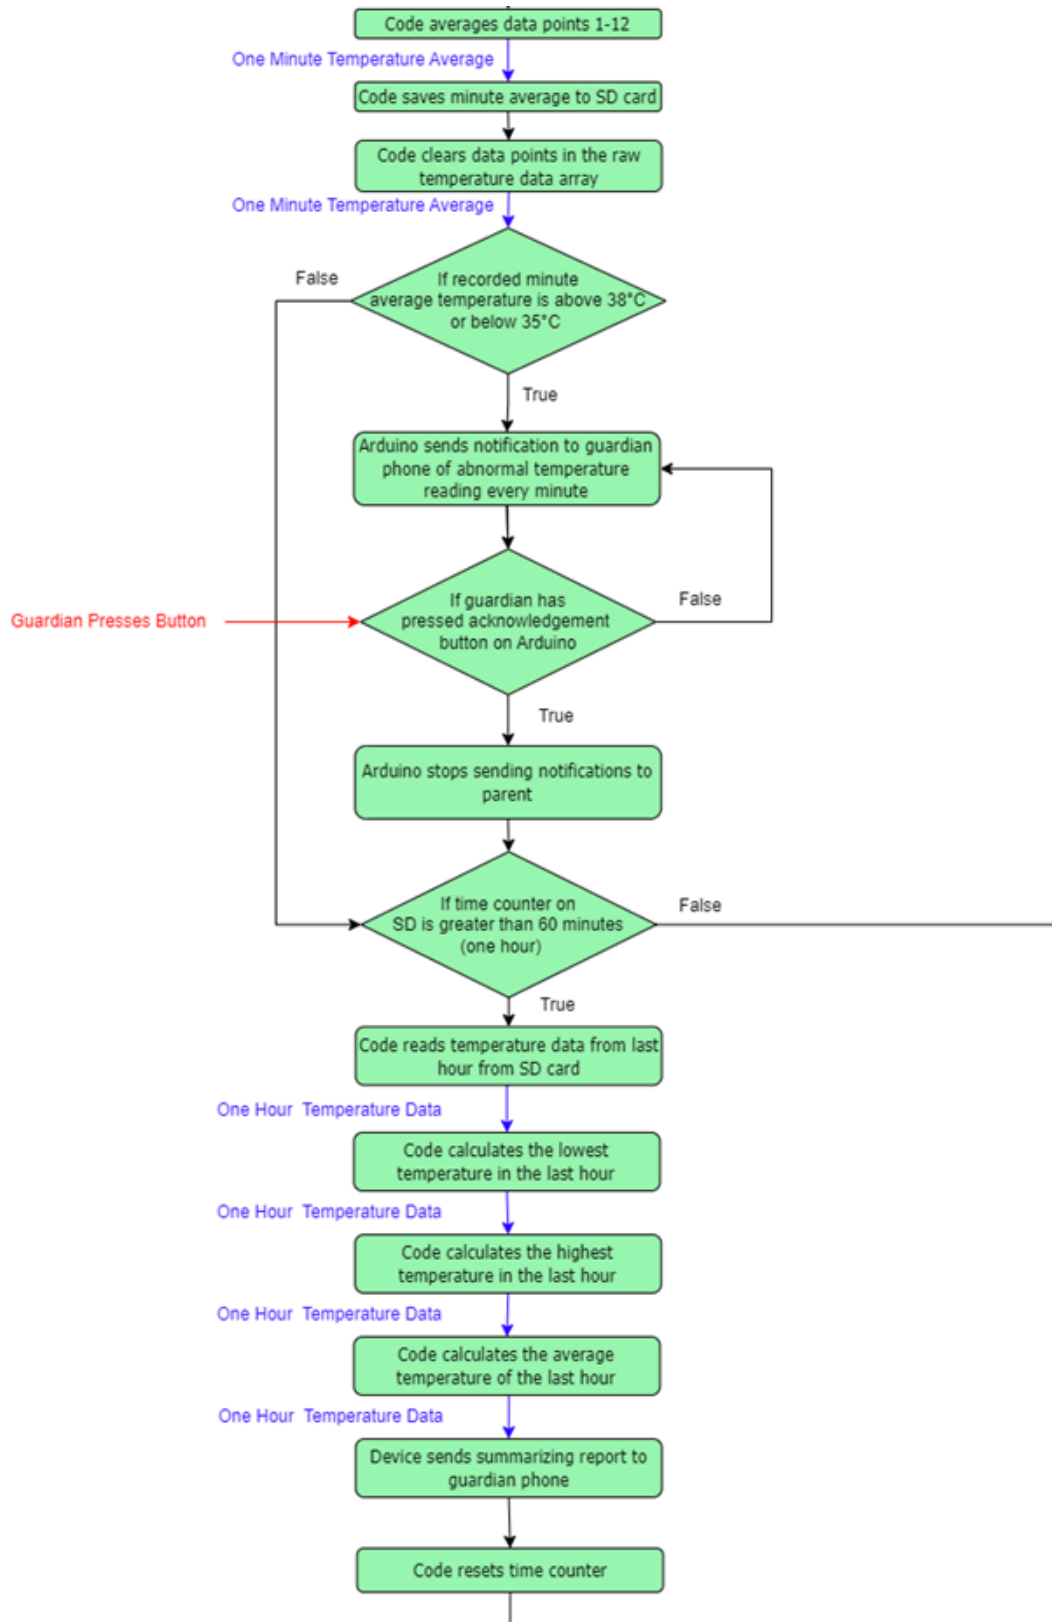 Code averages data points 1-12
One Minute Temperature Average
Code saves minute average to SD card
Code clears data points in the raw
temperature data array
One Minute Temperature Average
False
If recorded minute
average temperature is above 38°C
or below 35°C
True
Arduino sends notification to guardian
phone of abnormal temperature
reading every minute
If guardian has
pressed acknowledgement
button on Arduino
False
Guardian Presses Button
True
Arduino stops sending notifications to
parent
If time counter on
SD is greater than 60 minutes
(one hour)
False
True
Code reads temperature data from last
hour from SD card
One Hour  Temperature Data
Code calculates the lowest
temperature in the last hour
One Hour  Temperature Data
Code calculates the highest
temperature in the last hour
One Hour  Temperature Data
Code calculates the average
temperature of the last hour
One Hour  Temperature Data
Device sends summarizing report to
guardian phone
Code resets time counter